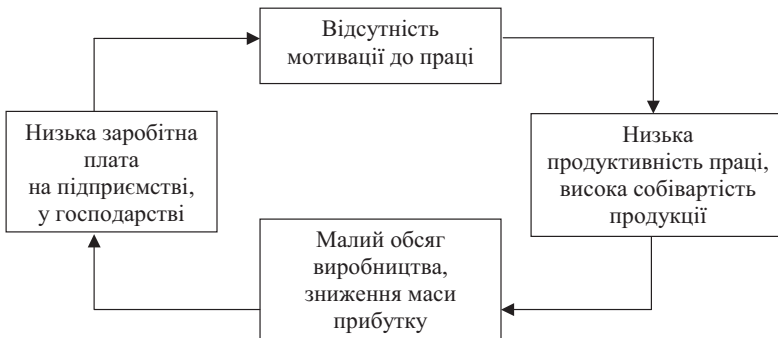 Відсутність
мотивації до праці
Низька заробітна
плата
на підприємстві,
у господарстві
Низька
продуктивність праці,
висока собівартість
продукції
Малий обсяг
виробництва,
зниження маси
прибутку